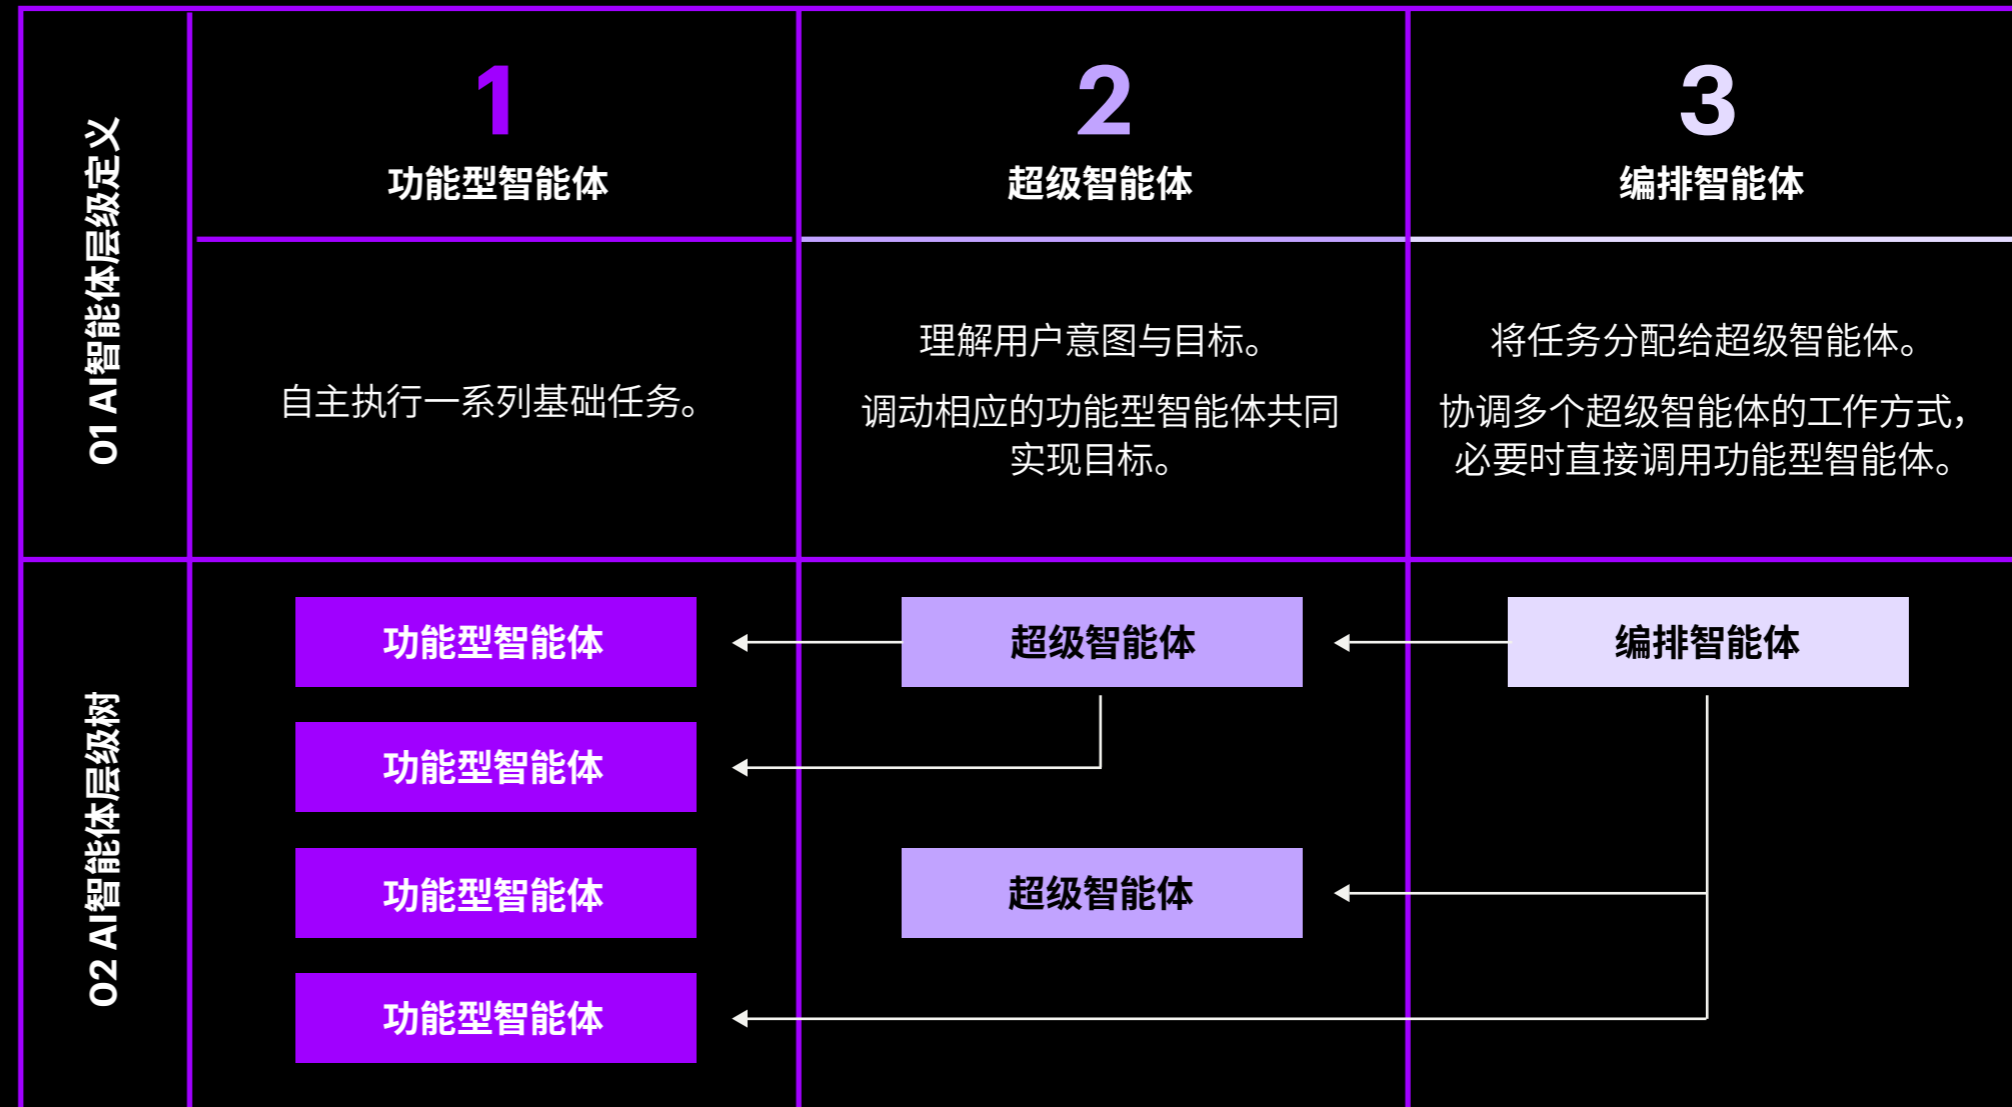 01 AI智能体层级定义
1
功能型智能体
自主执行一系列基础任务。
2
超级智能体
理解用户意图与目标。
调动相应的功能型智能体共同
实现目标。
3
编排智能体
将任务分配给超级智能体。
协调多个超级智能体的工作方式，
必要时直接调用功能型智能体。
02 AI智能体层级树
功能型智能体
超级智能体
编排智能体
功能型智能体
功能型智能体
超级智能体
功能型智能体